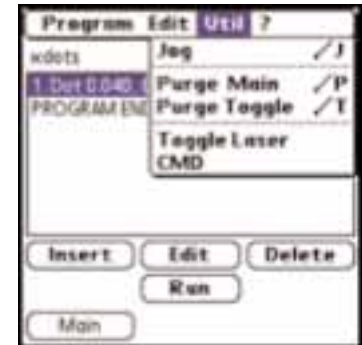 Program Edit Util ?
xdots
Jog /J
1 Dot 0.040,
Purge Main /P
PROGRAM END
Purge Toggle /T
Toggle Laser
CMD
Insert Edit Delete
Run
Main